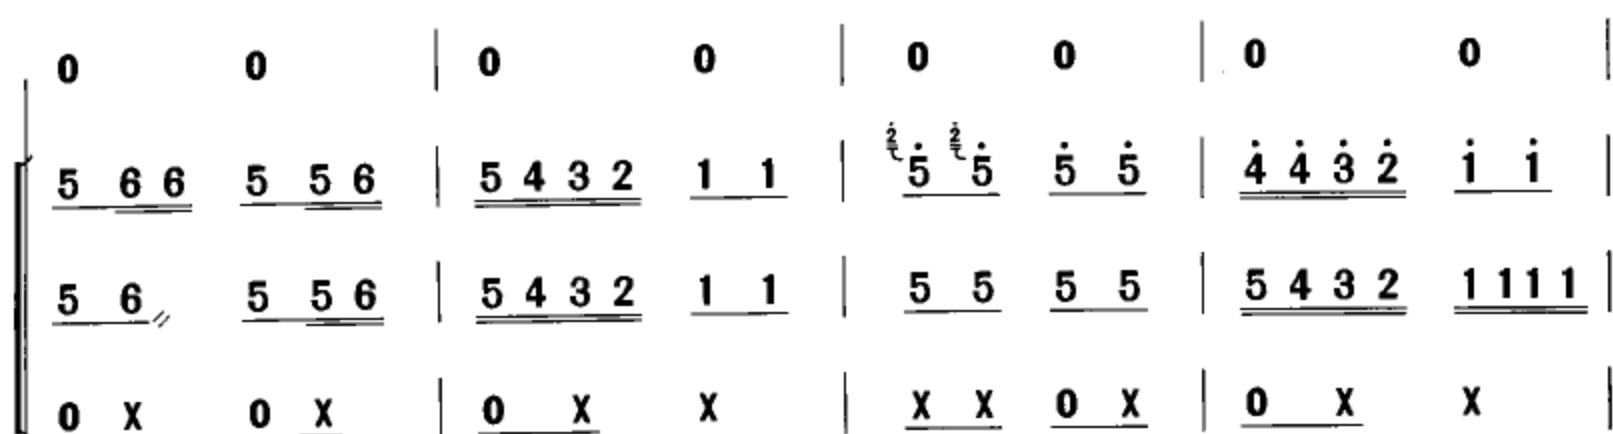 0 0 | 0 0 | 0 0 | 0 0 |
5 6 6 5 5 6 | 5 4 3 2 1 1 | 2̇ 5̇ 2̇ 5̇ 5̇ 5̇ | 4̇ 4̇ 3̇ 2̇ 1̇ 1̇ |
5 6 5 5 6 | 5 4 3 2 1 1 | 5 5 5 5 | 5 4 3 2 1 1 1 1 |
0 X 0 X | 0 X X | X X 0 X | 0 X X |